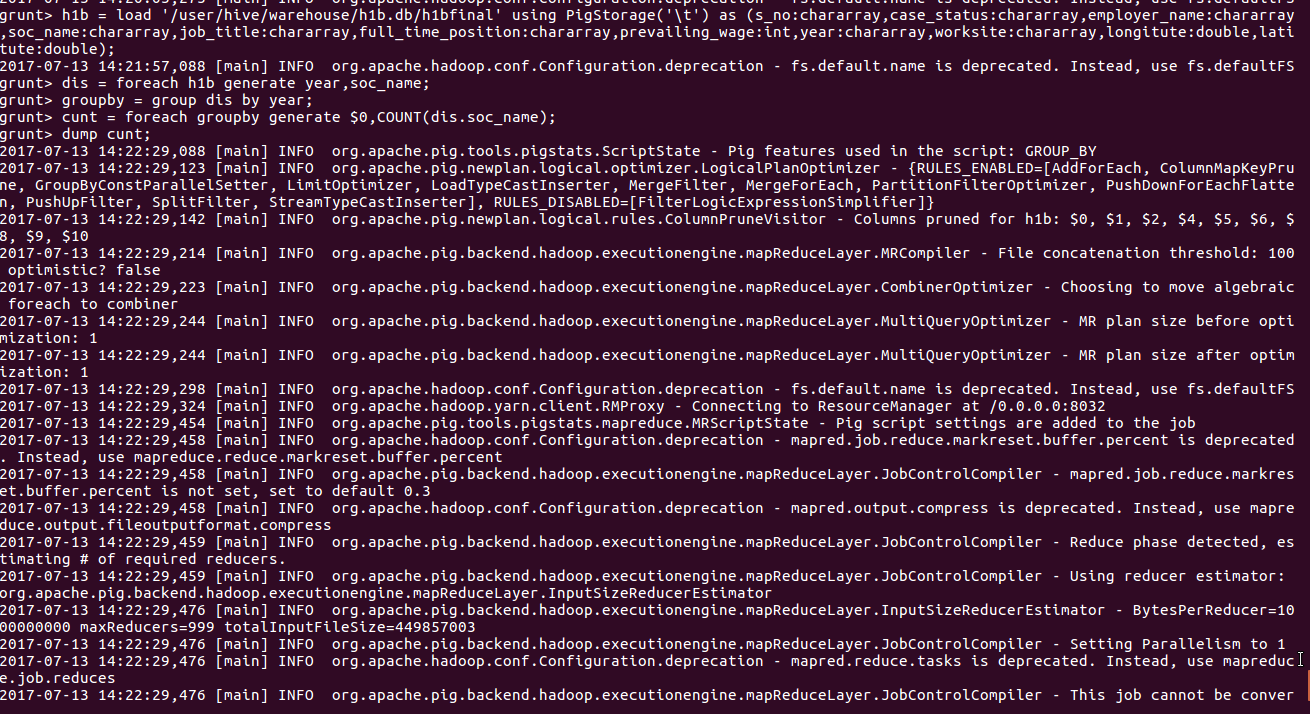 grunt> h1b = load '/user/hive/warehouse/h1b.db/h1bfinal' using PigStorage('\t') as (s_no:chararray,case_status:chararray,employer_name:chararray
,soc_name:chararray,job_title:chararray,full_time_position:chararray,prevailing_wage:int,year:chararray,worksite:chararray,longitute:double,lati
tute:double);
2017-07-13 14:21:57,088 [main] INFO  org.apache.hadoop.conf.Configuration.deprecation - fs.default.name is deprecated. Instead, use fs.defaultFS
grunt> dis = foreach h1b generate year,soc_name;
grunt> groupby = group dis by year;
grunt> cunt = foreach groupby generate $0,COUNT(dis.soc_name);
grunt> dump cunt;
2017-07-13 14:22:29,088 [main] INFO  org.apache.pig.tools.pigstats.ScriptState - Pig features used in the script: GROUP_BY
2017-07-13 14:22:29,123 [main] INFO  org.apache.pig.newplan.logical.optimizer.LogicalPlanOptimizer - {RULES_ENABLED=[AddForEach, ColumnMapKeyPru
ne, GroupByConstParallelSetter, LimitOptimizer, LoadTypeCastInserter, MergeFilter, MergeForEach, PartitionFilterOptimizer, PushDownForEachFlatte
n, PushUpFilter, SplitFilter, StreamTypeCastInserter], RULES_DISABLED=[FilterLogicExpressionSimplifier]}
2017-07-13 14:22:29,142 [main] INFO  org.apache.pig.newplan.logical.rules.ColumnPruneVisitor - Columns pruned for h1b: $0, $1, $2, $4, $5, $6, $
8, $9, $10
2017-07-13 14:22:29,214 [main] INFO  org.apache.pig.backend.hadoop.executionengine.mapReduceLayer.MRCompiler - File concatenation threshold: 100
 optimistic? false
2017-07-13 14:22:29,223 [main] INFO  org.apache.pig.backend.hadoop.executionengine.mapReduceLayer.CombinerOptimizer - Choosing to move algebraic
 foreach to combiner
2017-07-13 14:22:29,244 [main] INFO  org.apache.pig.backend.hadoop.executionengine.mapReduceLayer.MultiQueryOptimizer - MR plan size before opti
mization: 1
2017-07-13 14:22:29,244 [main] INFO  org.apache.pig.backend.hadoop.executionengine.mapReduceLayer.MultiQueryOptimizer - MR plan size after optim
ization: 1
2017-07-13 14:22:29,298 [main] INFO  org.apache.hadoop.conf.Configuration.deprecation - fs.default.name is deprecated. Instead, use fs.defaultFS
2017-07-13 14:22:29,324 [main] INFO  org.apache.hadoop.yarn.client.RMProxy - Connecting to ResourceManager at /0.0.0.0:8032
2017-07-13 14:22:29,454 [main] INFO  org.apache.pig.tools.pigstats.mapreduce.MRScriptState - Pig script settings are added to the job
2017-07-13 14:22:29,458 [main] INFO  org.apache.hadoop.conf.Configuration.deprecation - mapred.job.reduce.markreset.buffer.percent is deprecated
. Instead, use mapreduce.reduce.markreset.buffer.percent
2017-07-13 14:22:29,458 [main] INFO  org.apache.pig.backend.hadoop.executionengine.mapReduceLayer.JobControlCompiler - mapred.job.reduce.markres
et.buffer.percent is not set, set to default 0.3
2017-07-13 14:22:29,458 [main] INFO  org.apache.hadoop.conf.Configuration.deprecation - mapred.output.compress is deprecated. Instead, use mapre
duce.output.fileoutputformat.compress
2017-07-13 14:22:29,459 [main] INFO  org.apache.pig.backend.hadoop.executionengine.mapReduceLayer.JobControlCompiler - Reduce phase detected, es
timating # of required reducers.
2017-07-13 14:22:29,459 [main] INFO  org.apache.pig.backend.hadoop.executionengine.mapReduceLayer.JobControlCompiler - Using reducer estimator: 
org.apache.pig.backend.hadoop.executionengine.mapReduceLayer.InputSizeReducerEstimator
2017-07-13 14:22:29,476 [main] INFO  org.apache.pig.backend.hadoop.executionengine.mapReduceLayer.InputSizeReducerEstimator - BytesPerReducer=10
00000000 maxReducers=999 totalInputFileSize=449857003
2017-07-13 14:22:29,476 [main] INFO  org.apache.pig.backend.hadoop.executionengine.mapReduceLayer.JobControlCompiler - Setting Parallelism to 1
2017-07-13 14:22:29,476 [main] INFO  org.apache.hadoop.conf.Configuration.deprecation - mapred.reduce.tasks is deprecated. Instead, use mapreduc
e.job.reduces
2017-07-13 14:22:29,476 [main] INFO  org.apache.pig.backend.hadoop.executionengine.mapReduceLayer.JobControlCompiler - This job cannot be conver